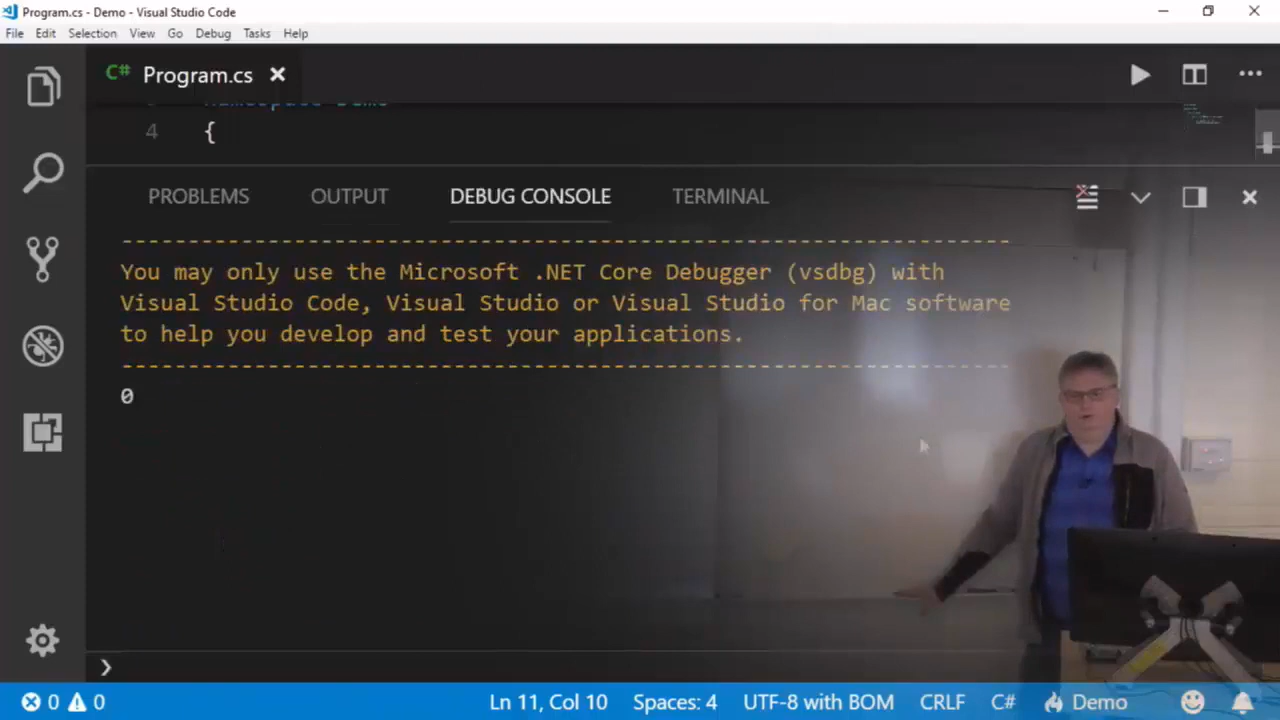 Program.cs - Demo - Visual Studio Code
File Edit Selection View Go Debug Tasks Help
C# Program.cs
namespace Demo
4 {
PROBLEMS OUTPUT DEBUG CONSOLE TERMINAL
-------------------------------------------------------------------
You may only use the Microsoft .NET Core Debugger (vsdbg) with
Visual Studio Code, Visual Studio or Visual Studio for Mac software
to help you develop and test your applications.
-------------------------------------------------------------------
0
0 0 Ln 11, Col 10 Spaces: 4 UTF-8 with BOM CRLF C# Demo